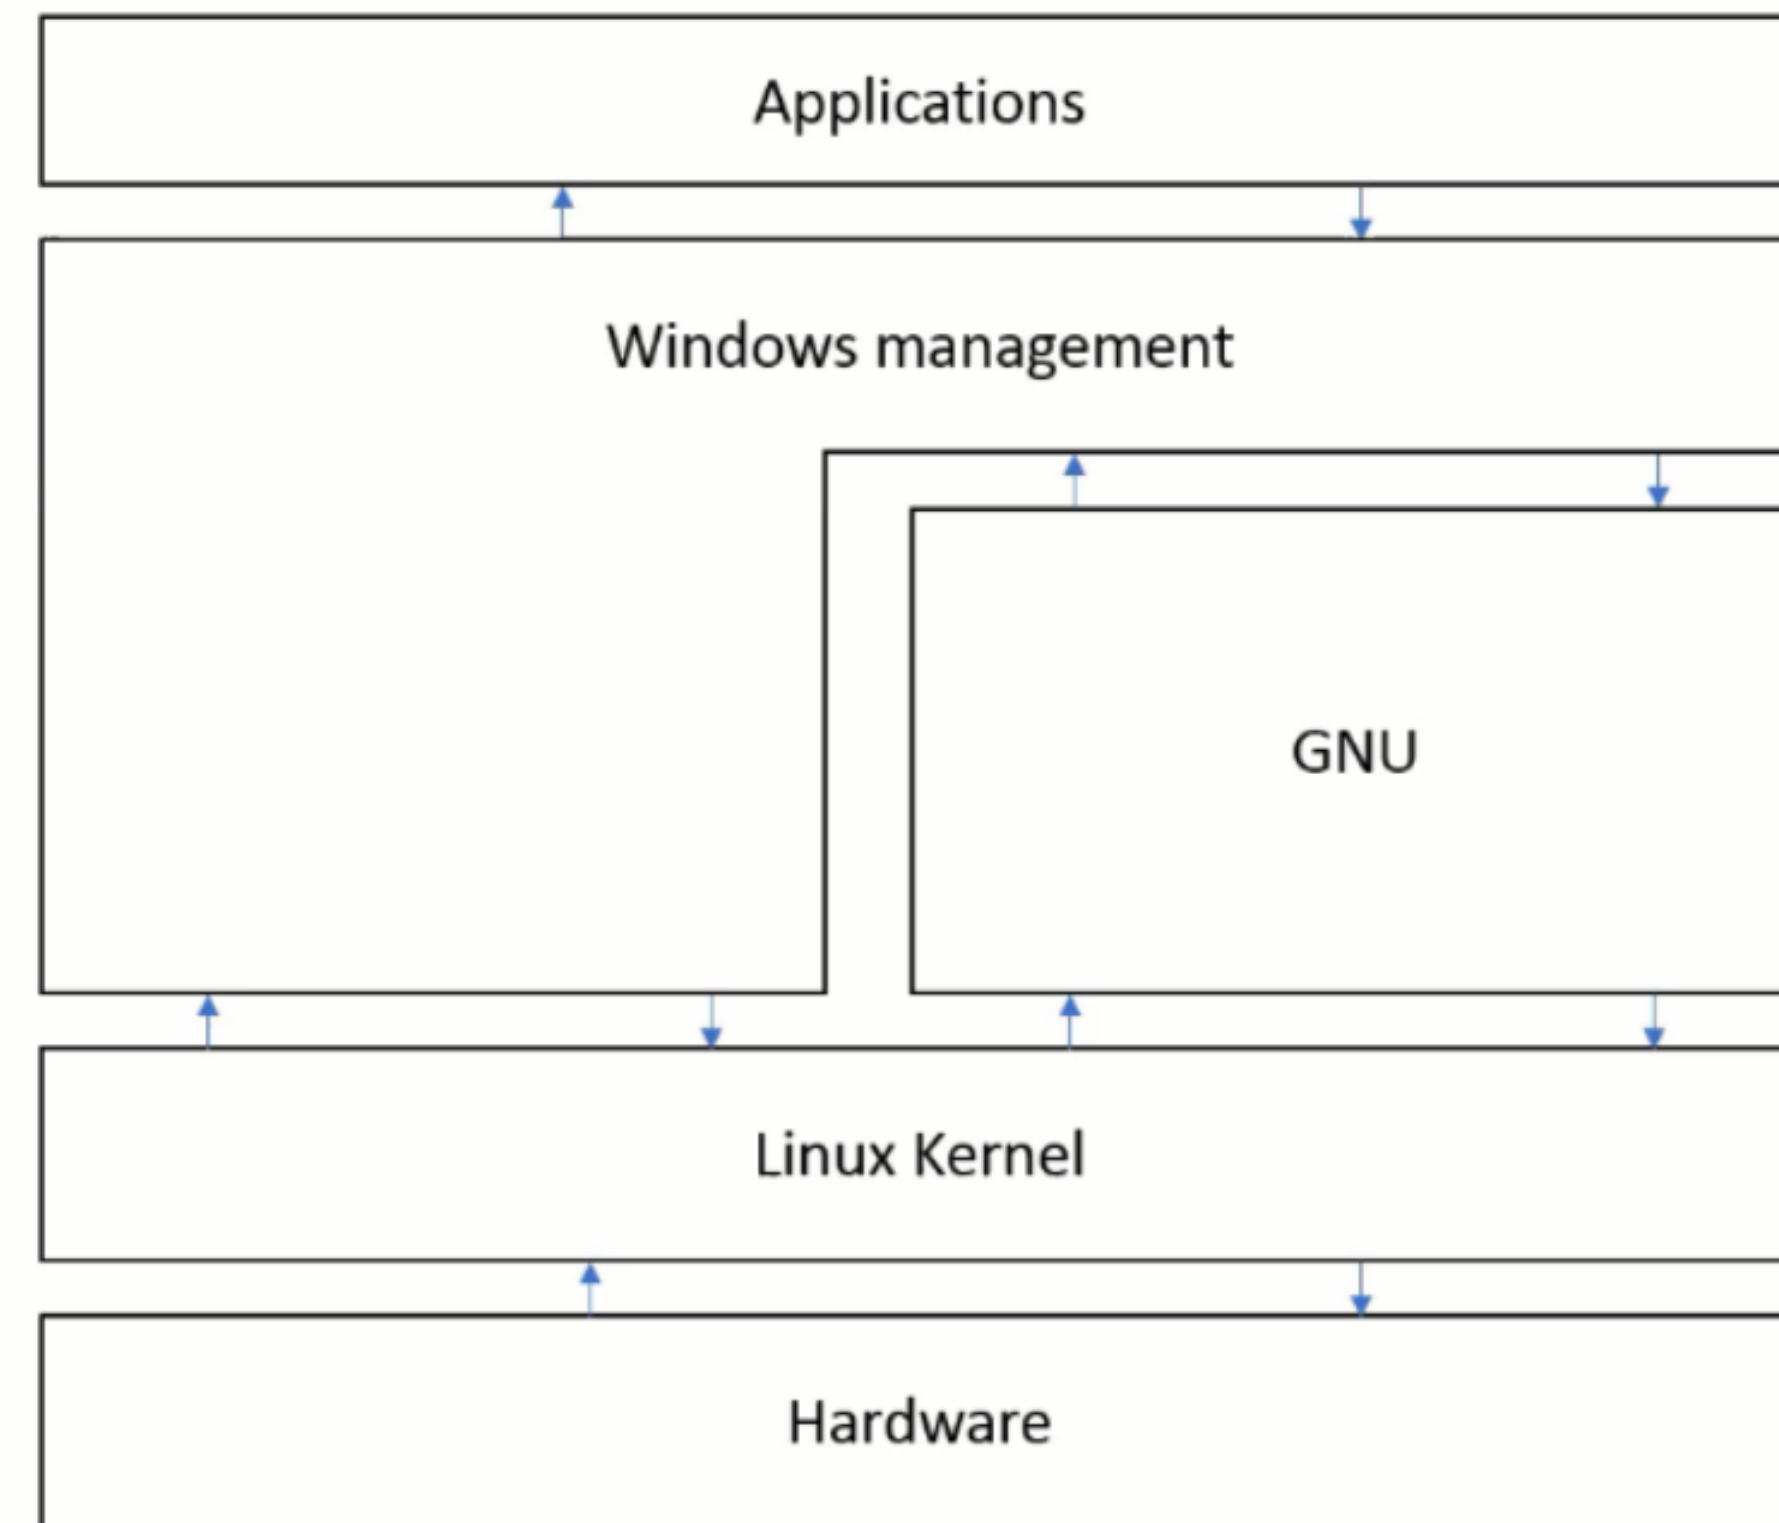 Applications
Windows management
GNU
Linux Kernel
Hardware